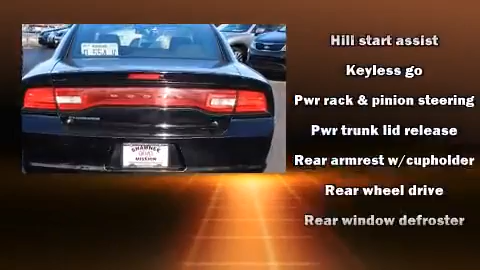 Hill start assist
Keyless go
Pwr rack & pinion steering
Pwr trunk lid release
Rear armrest w/cupholder
Rear wheel drive
Rear window defroster
DODGE
SHAWNEE
MISSION